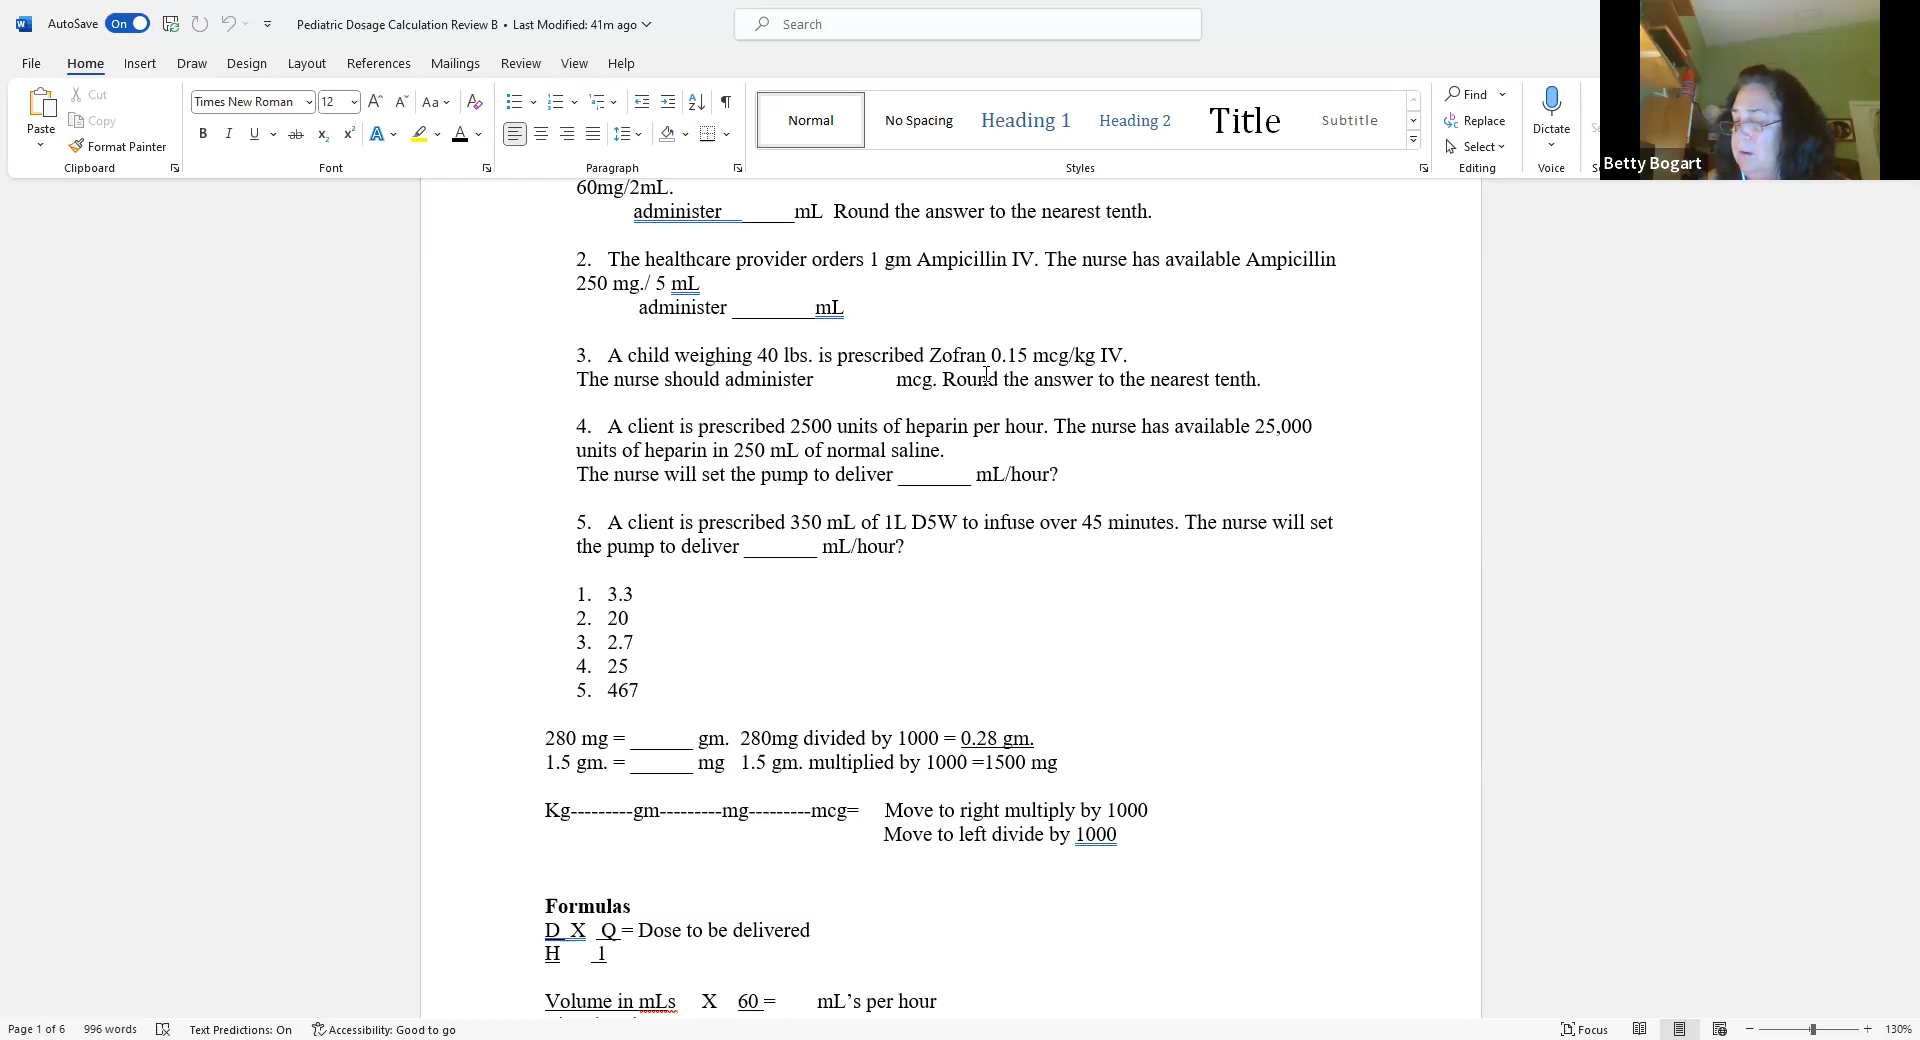 AutoSave On Pediatric Dosage Calculation Review B • Last Modified: 41m ago Search
File Home Insert Draw Design Layout References Mailings Review View Help
Paste Cut Copy Format Painter
Times New Roman 12 Aa
B I U ab x₂ x² A A
Normal No Spacing Heading 1 Heading 2 Title Subtitle
Find Replace Select
Dictate
Clipboard Font Paragraph Styles Editing Voice
Betty Bogart
60mg/2mL.
administer ______mL Round the answer to the nearest tenth.
2. The healthcare provider orders 1 gm Ampicillin IV. The nurse has available Ampicillin
250 mg./ 5 mL
administer ________mL
3. A child weighing 40 lbs. is prescribed Zofran 0.15 mcg/kg IV.
The nurse should administer mcg. Round the answer to the nearest tenth.
4. A client is prescribed 2500 units of heparin per hour. The nurse has available 25,000
units of heparin in 250 mL of normal saline.
The nurse will set the pump to deliver _______ mL/hour?
5. A client is prescribed 350 mL of 1L D5W to infuse over 45 minutes. The nurse will set
the pump to deliver _______ mL/hour?
1. 3.3
2. 20
3. 2.7
4. 25
5. 467
280 mg = ______ gm. 280mg divided by 1000 = 0.28 gm.
1.5 gm. = ______ mg 1.5 gm. multiplied by 1000 =1500 mg
Kg---------gm---------mg---------mcg= Move to right multiply by 1000
Move to left divide by 1000
Formulas
D X Q = Dose to be delivered
H 1
Volume in mLs X 60 = mL’s per hour
Page 1 of 6 996 words Text Predictions: On Accessibility: Good to go Focus 130%